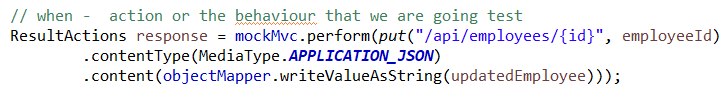 // when -  action or the behaviour that we are going test
ResultActions response = mockMvc.perform(put("/api/employees/{id}", employeeId)
        .contentType(MediaType.APPLICATION_JSON)
        .content(objectMapper.writeValueAsString(updatedEmployee)));